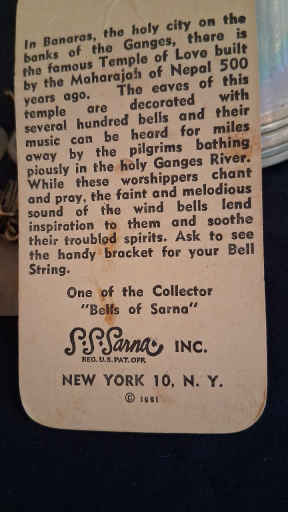 In Banaras, the holy city on the
banks of the Ganges, there is
the famous Temple of Love built
by the Maharajah of Nepal 500
years ago. The eaves of this
temple are decorated with
several hundred bells and their
music can be heard for miles
away by the pilgrims bathing
piously in the holy Ganges River.
While these worshippers chant
and pray, the faint and melodious
sound of the wind bells lend
inspiration to them and soothe
their troubled spirits. Ask to see
the handy bracket for your Bell
String.
One of the Collector
"Bells of Sarna"
S.S.Sarna INC.
REG. U.S. PAT. OFF.
NEW YORK 10, N. Y.
© 1961